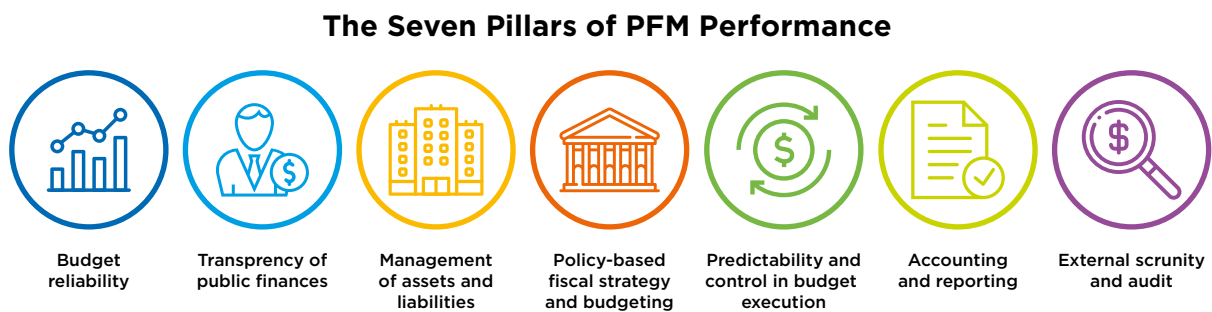 The Seven Pillars of PFM Performance
Budget
reliability
Transprency of
public finances
Management
of assets and
liabilities
Policy-based
fiscal strategy
and budgeting
Predictability and
control in budget
execution
Accounting
and reporting
External scrunity
and audit